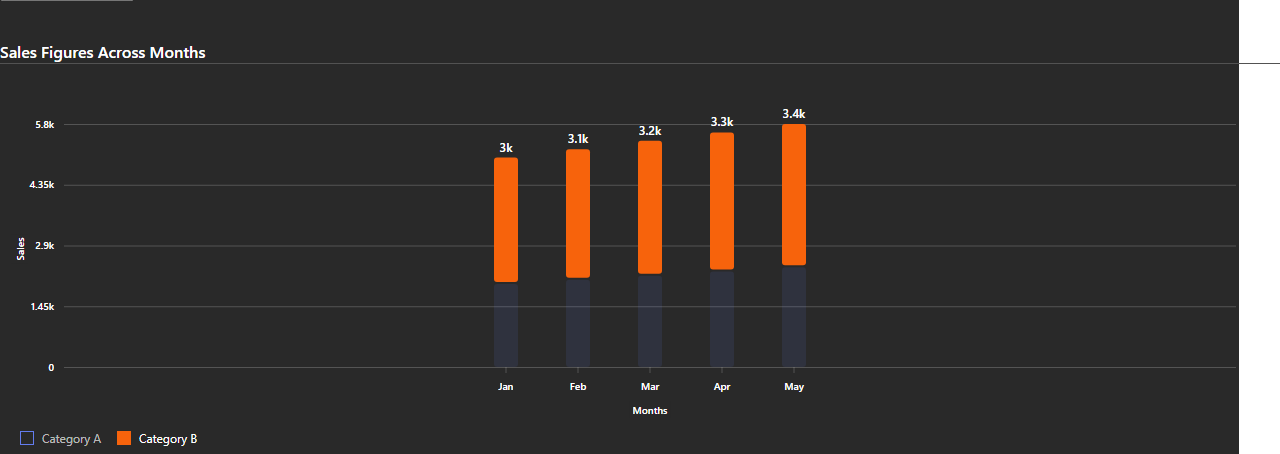 Sales Figures Across Months
3k
3.1k
3.2k
3.3k
3.4k
5.8k
4.35k
2.9k
1.45k
0
Sales
Jan
Feb
Mar
Apr
May
Months
Category A
Category B